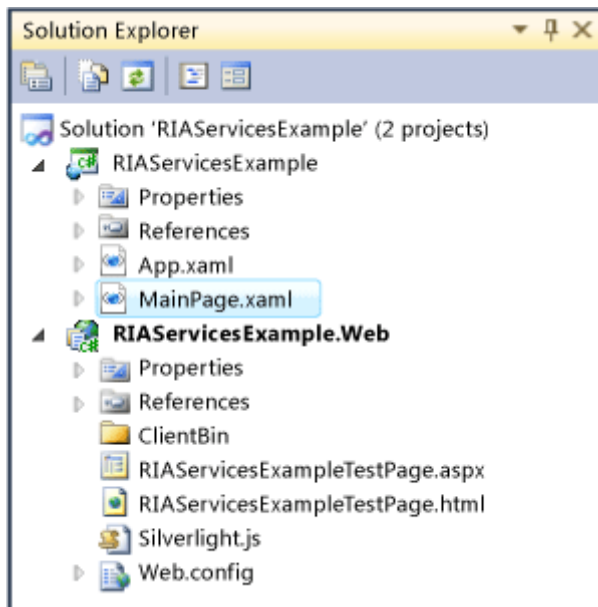 Solution Explorer
Solution 'RIAServicesExample' (2 projects)
RIAServicesExample
Properties
References
App.xaml
MainPage.xaml
RIAServicesExample.Web
Properties
References
ClientBin
RIAServicesExampleTestPage.aspx
RIAServicesExampleTestPage.html
Silverlight.js
Web.config